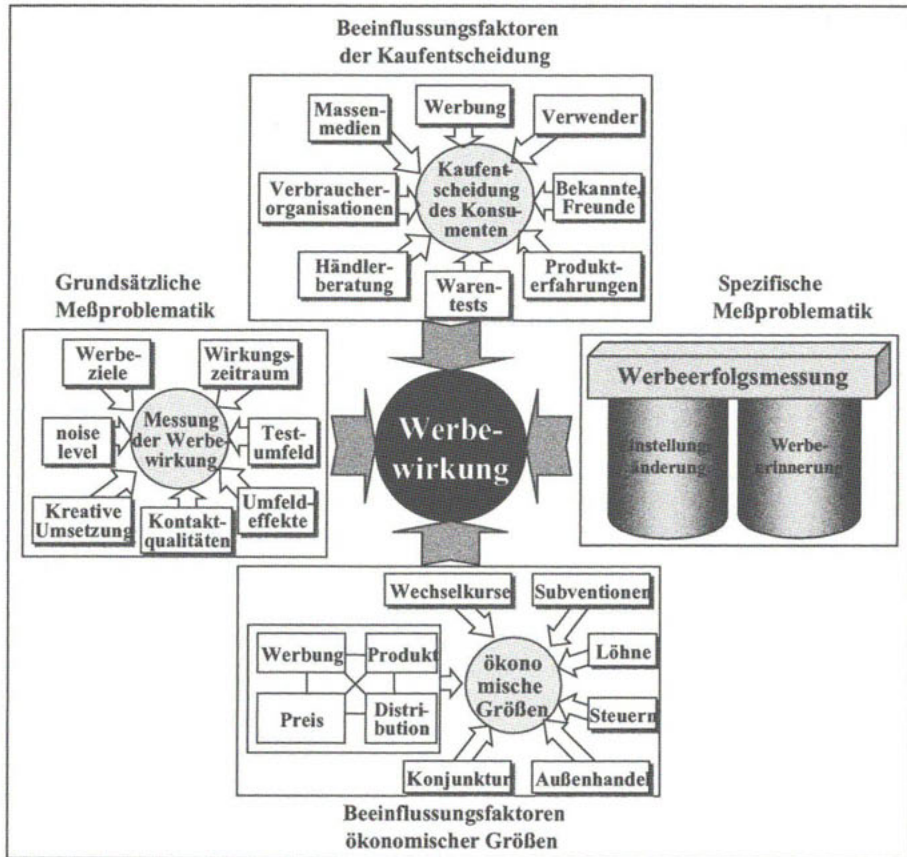 Beeinflussungsfaktoren
der Kaufentscheidung
Massen-
medien
Werbung
Verwender
Verbraucher-
organisationen
Kaufent-
scheidung
des Konsu-
menten
Bekannte,
Freunde
Händler-
beratung
Waren-
tests
Produkt-
erfahrungen
Grundsätzliche
Meßproblematik
Werbe-
ziele
Wirkungs-
zeitraum
noise
level
Messung
der Werbe-
wirkung
Test-
umfeld
Kreative
Umsetzung
Kontakt-
qualitäten
Umfeld-
effekte
Werbe-
wirkung
Spezifische
Meßproblematik
Werbeerfolgsmessung
Einstellungs-
änderung
Werbe-
erinnerung
Wechselkurse
Subventionen
Werbung
Produkt
Preis
Distri-
bution
ökono
mische
Größen
Löhne
Steuern
Konjunktur
Außenhandel
Beeinflussungsfaktoren
ökonomischer Größen